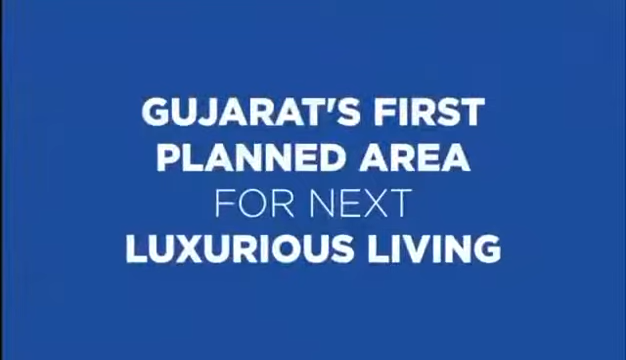 GUJARAT'S FIRST
PLANNED AREA
FOR NEXT
LUXURIOUS LIVING